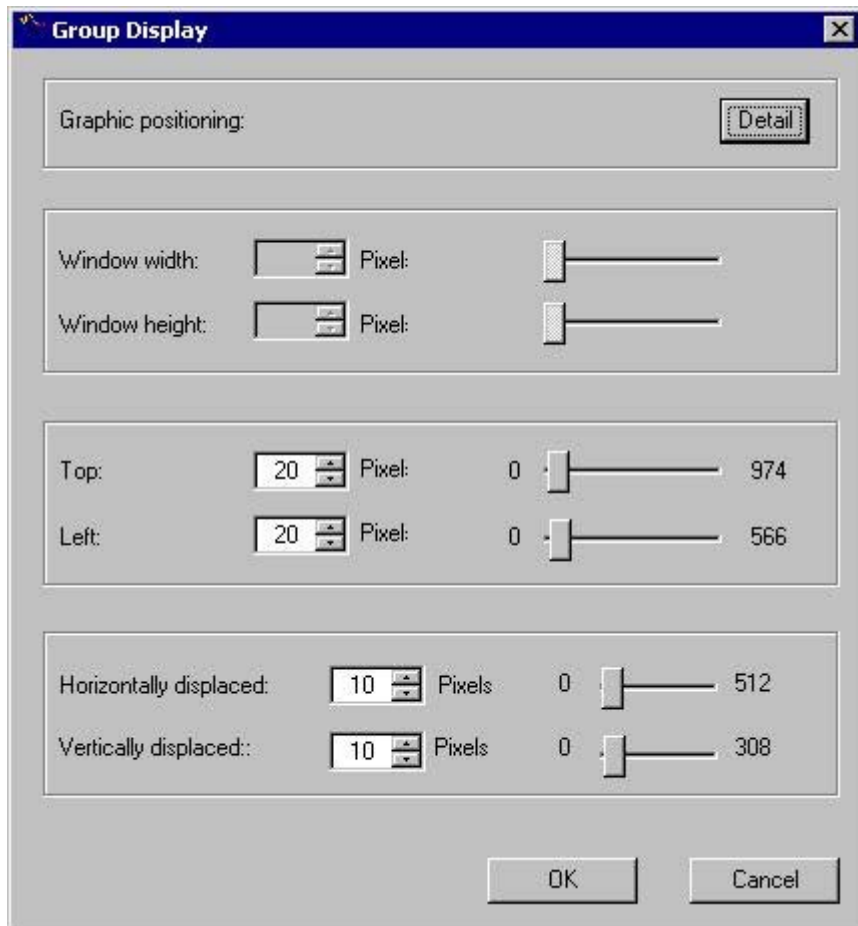 Group Display
Graphic positioning: Detail
Window width: Pixel:
Window height: Pixel:
Top: 20 Pixel: 0 974
Left: 20 Pixel: 0 566
Horizontally displaced: 10 Pixels 0 512
Vertically displaced:: 10 Pixels 0 308
OK Cancel